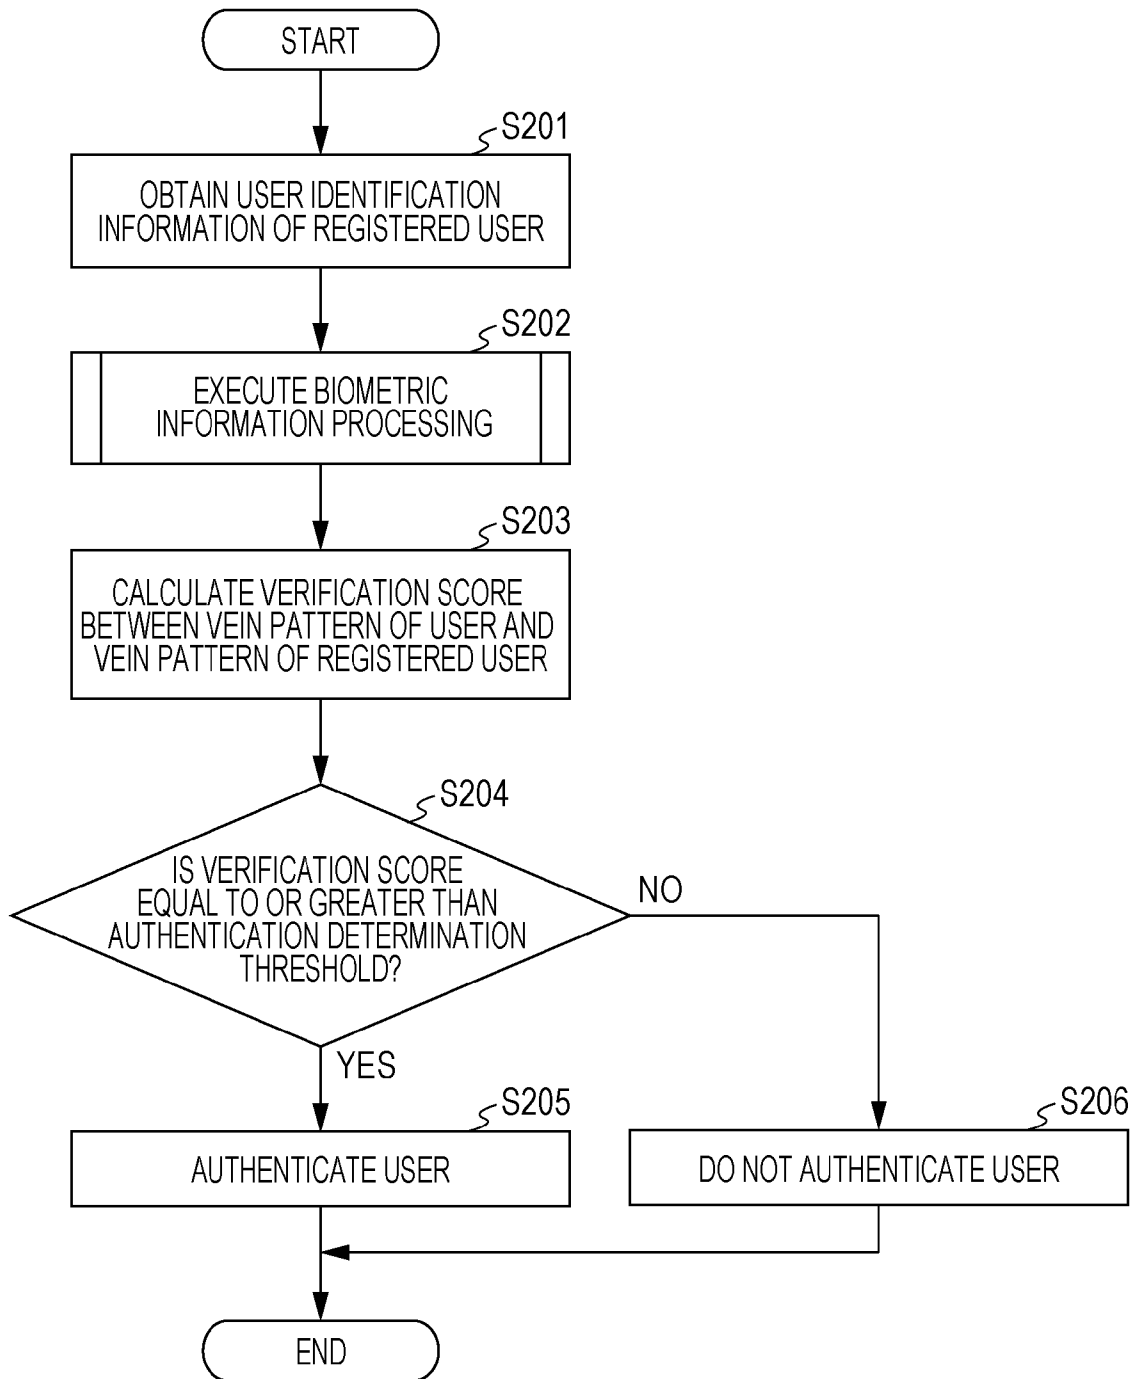 START
S201
OBTAIN USER IDENTIFICATION
INFORMATION OF REGISTERED USER
S202
EXECUTE BIOMETRIC
INFORMATION PROCESSING
S203
CALCULATE VERIFICATION SCORE
BETWEEN VEIN PATTERN OF USER AND
VEIN PATTERN OF REGISTERED USER
S204
IS VERIFICATION SCORE
EQUAL TO OR GREATER THAN
AUTHENTICATION DETERMINATION
THRESHOLD?
NO
YES
S205
AUTHENTICATE USER
S206
DO NOT AUTHENTICATE USER
END